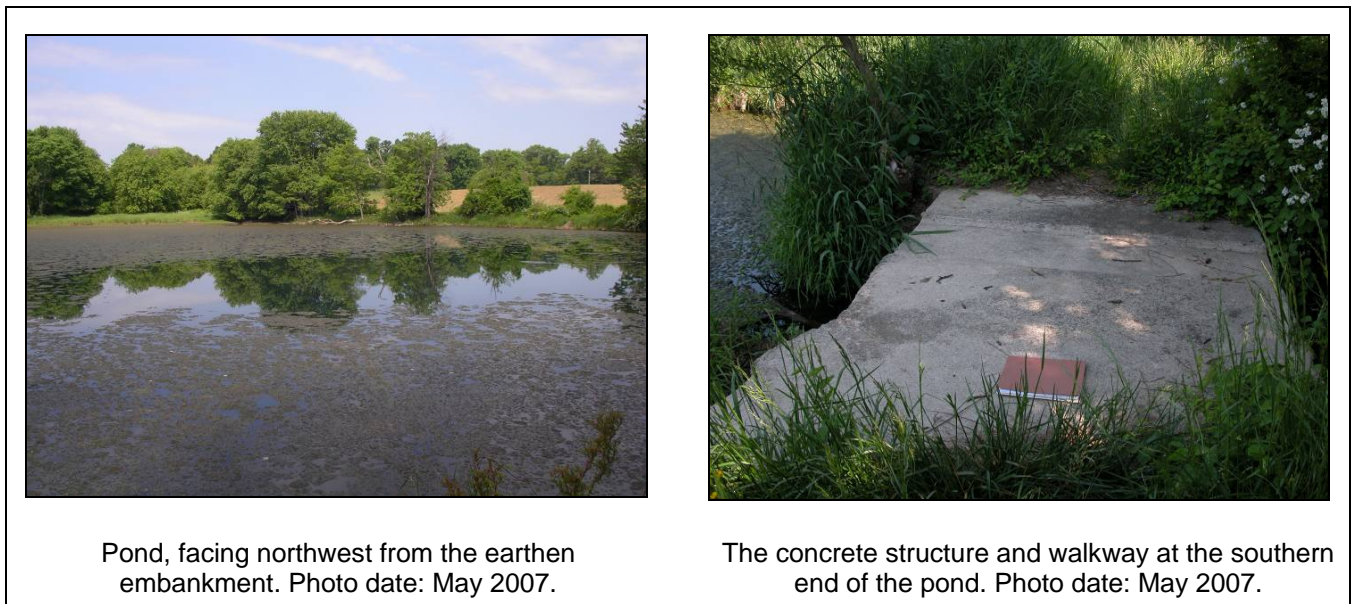 Pond, facing northwest from the earthen
embankment. Photo date: May 2007.
The concrete structure and walkway at the southern
end of the pond. Photo date: May 2007.